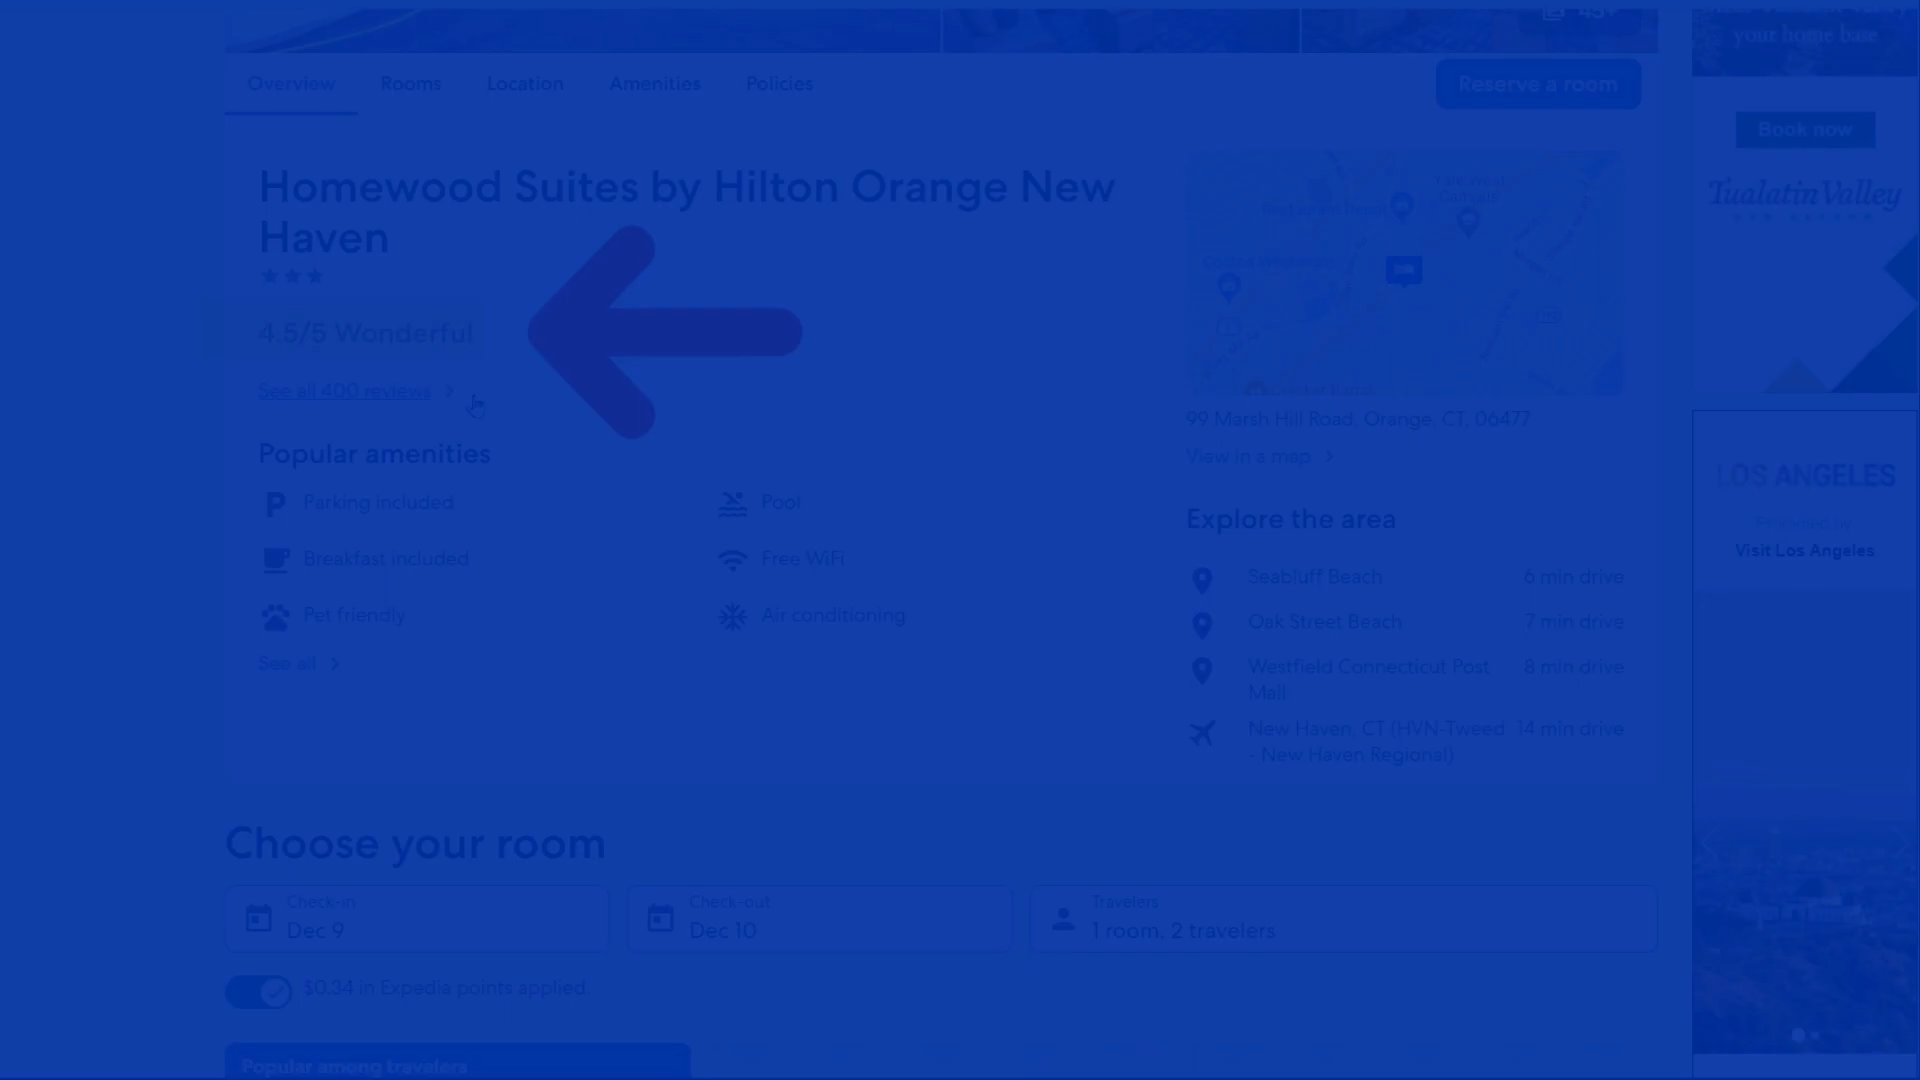 your home base
Overview
Rooms
Location
Amenities
Policies
Reserve a room
Book now
Homewood Suites by Hilton Orange New
Haven
Tualatin Valley
4.5/5 Wonderful
See all 400 reviews
99 Marsh Hill Road, Orange, CT, 06477
View in a map
Popular amenities
Parking included
Pool
Breakfast included
Free WiFi
Pet friendly
Air conditioning
See all
Explore the area
Seabluff Beach 6 min drive
Oak Street Beach 7 min drive
Westfield Connecticut Post 8 min drive
Mall
New Haven, CT (HVN-Tweed 14 min drive
- New Haven Regional)
LOS ANGELES
Presented by
Visit Los Angeles
Choose your room
Check-in
Dec 9
Check-out
Dec 10
Travelers
1 room, 2 travelers
$0.34 in Expedia points applied.
Popular among travelers